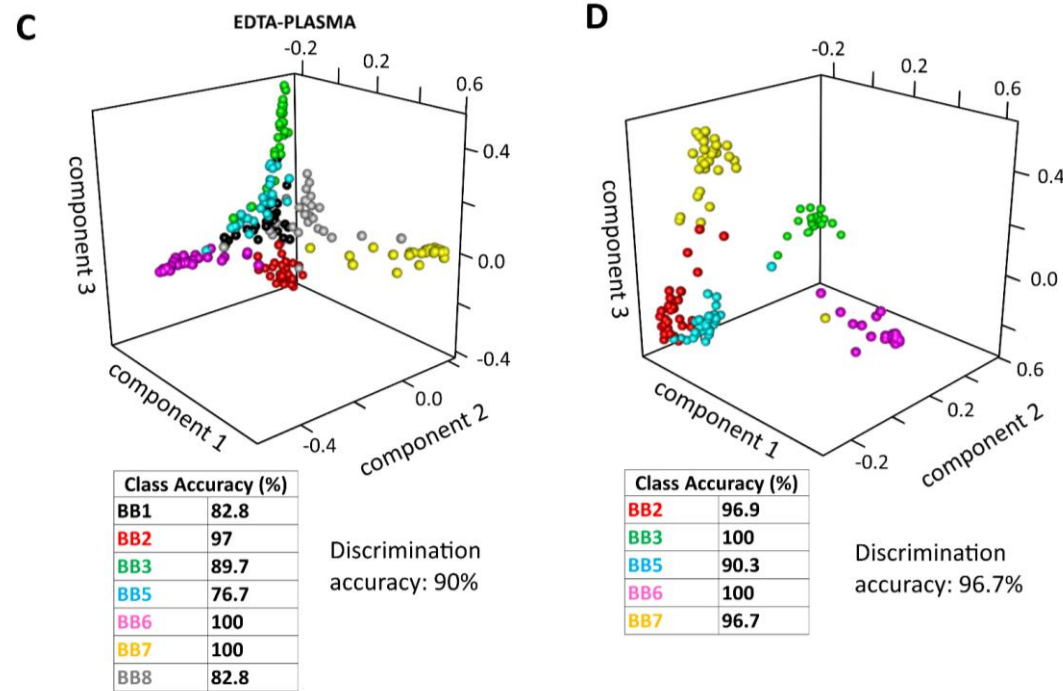 C
EDTA-PLASMA
-0.2
0.2
0.6
0.4
0.0
-0.4
component 3
component 1
-0.4
0.0
component 2
Class Accuracy (%)
BB1 82.8
BB2 97
BB3 89.7
BB5 76.7
BB6 100
BB7 100
BB8 82.8
Discrimination
accuracy: 90%
D
-0.2
0.2
0.6
0.4
0.0
component 3
component 1
-0.2
0.2
0.6
component 2
Class Accuracy (%)
BB2 96.9
BB3 100
BB5 90.3
BB6 100
BB7 96.7
Discrimination
accuracy: 96.7%